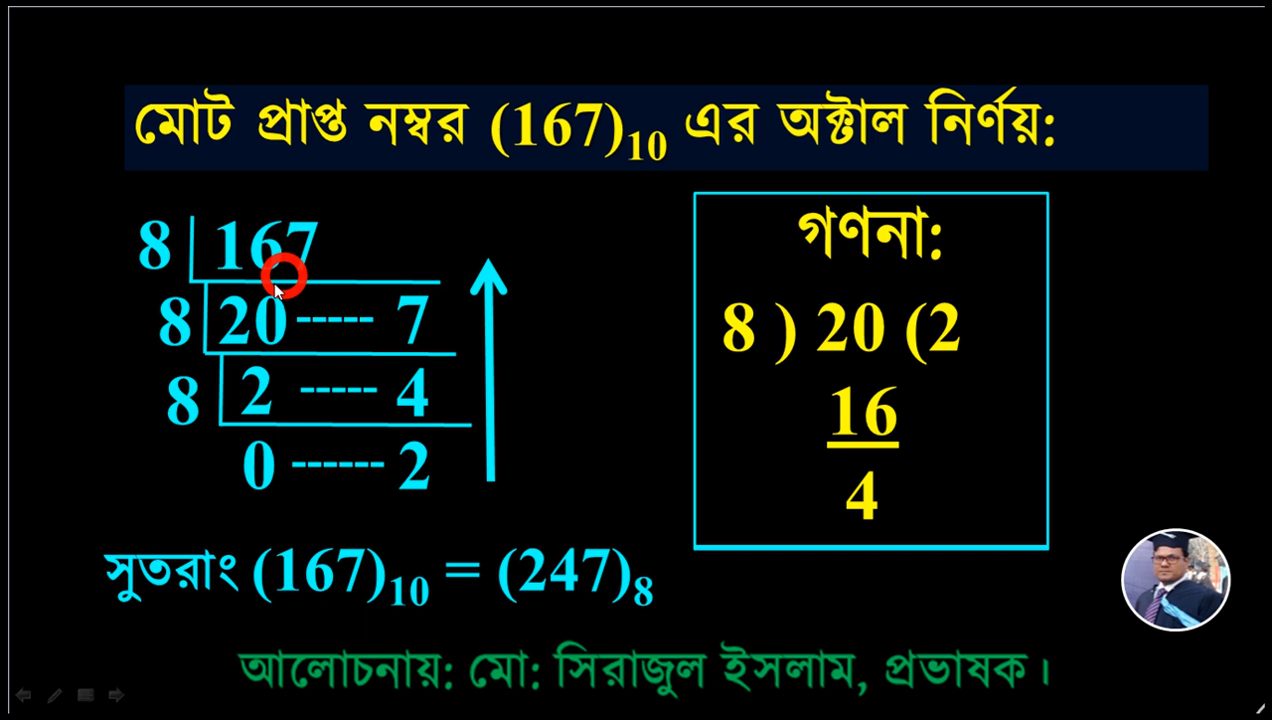 মোট প্রাপ্ত নম্বর (167)₁₀ এর অক্টাল নির্ণয়:
8 167
8 20 ----- 7
8 2 ----- 4
0 ------ 2
গণনা:
8 ) 20 (2
16
4
সুতরাং (167)₁₀ = (247)₈
আলোচনায়: মো: সিরাজুল ইসলাম, প্রভাষক।